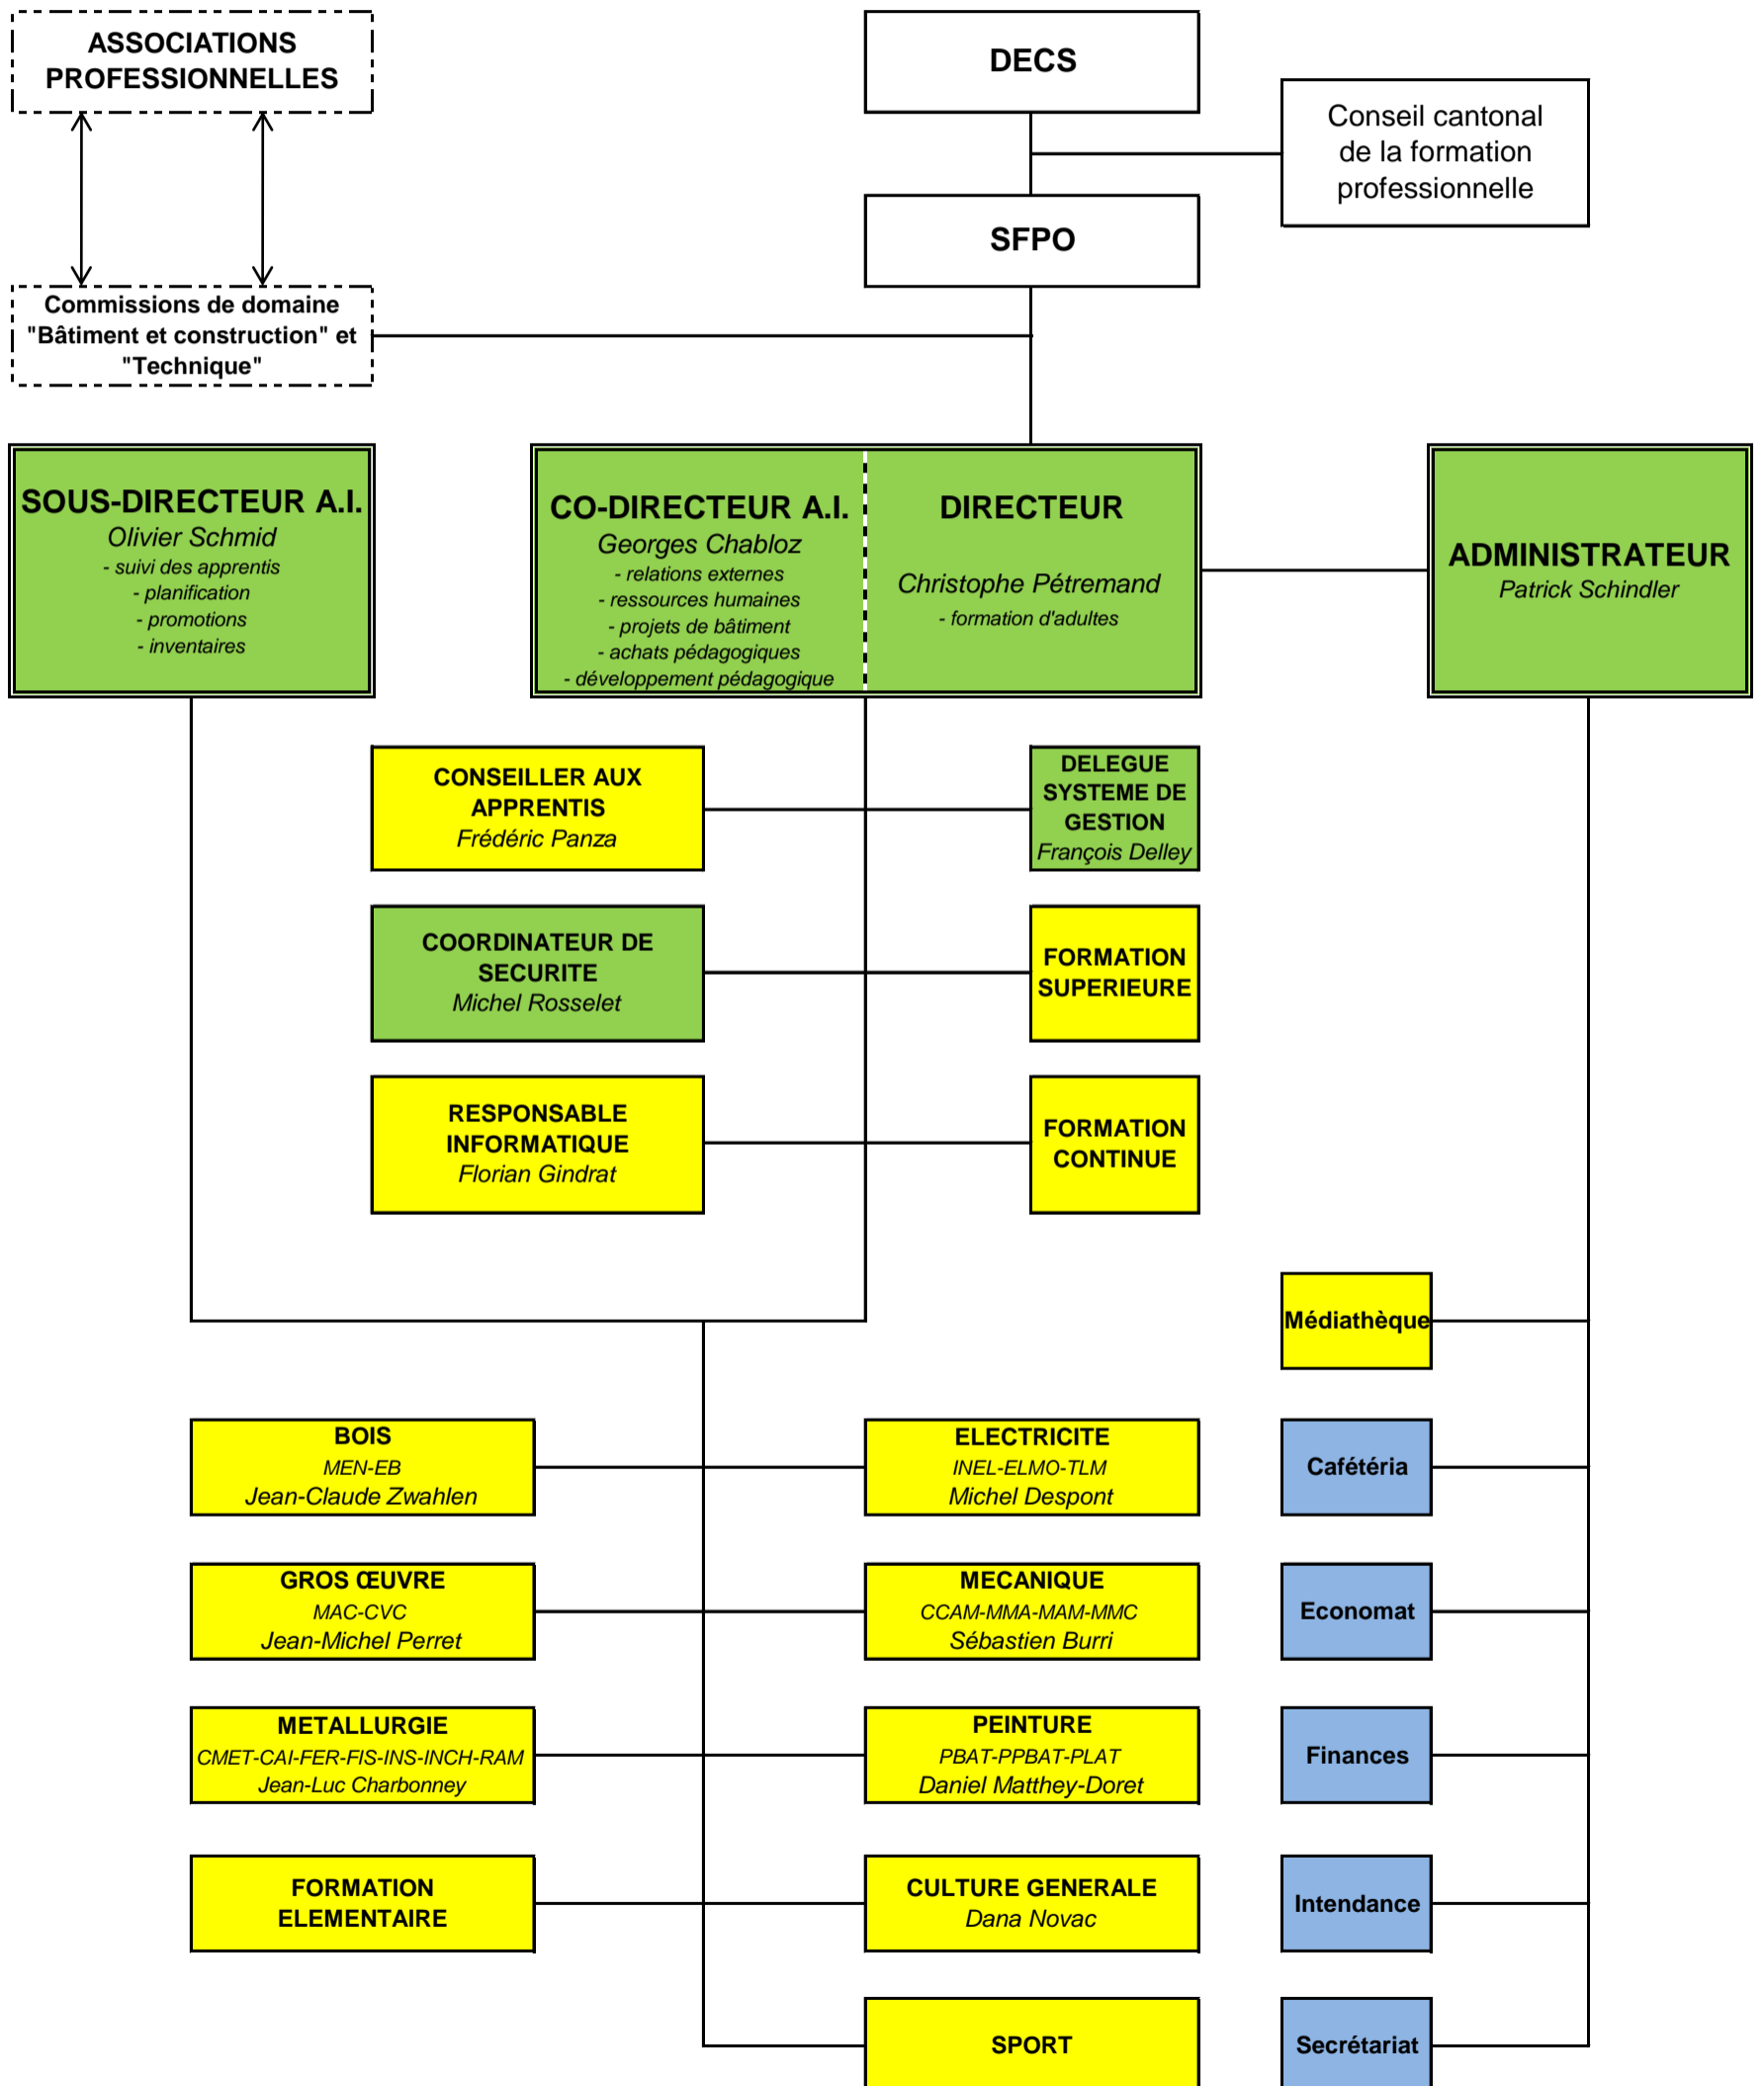 ASSOCIATIONS
PROFESSIONNELLES
DECS
Conseil cantonal
de la formation
professionnelle
SFPO
Commissions de domaine
"Bâtiment et construction" et
"Technique"
SOUS-DIRECTEUR A.I.
Olivier Schmid
- suivi des apprentis
- planification
- promotions
- inventaires
CO-DIRECTEUR A.I.
Georges Chabloz
- relations externes
- ressources humaines
- projets de bâtiment
- achats pédagogiques
- développement pédagogique
DIRECTEUR
Christophe Pétremand
- formation d'adultes
ADMINISTRATEUR
Patrick Schindler
CONSEILLER AUX
APPRENTIS
Frédéric Panza
DELEGUE
SYSTEME DE
GESTION
François Delley
COORDINATEUR DE
SECURITE
Michel Rosselet
FORMATION
SUPERIEURE
RESPONSABLE
INFORMATIQUE
Florian Gindrat
FORMATION
CONTINUE
Médiathèque
BOIS
MEN-EB
Jean-Claude Zwahlen
ELECTRICITE
INEL-ELMO-TLM
Michel Despont
Cafétéria
GROS ŒUVRE
MAC-CVC
Jean-Michel Perret
MECANIQUE
CCAM-MMA-MAM-MMC
Sébastien Burri
Economat
METALLURGIE
CMET-CAI-FER-FIS-INS-INCH-RAM
Jean-Luc Charbonney
PEINTURE
PBAT-PPBAT-PLAT
Daniel Matthey-Doret
Finances
FORMATION
ELEMENTAIRE
CULTURE GENERALE
Dana Novac
Intendance
SPORT
Secrétariat